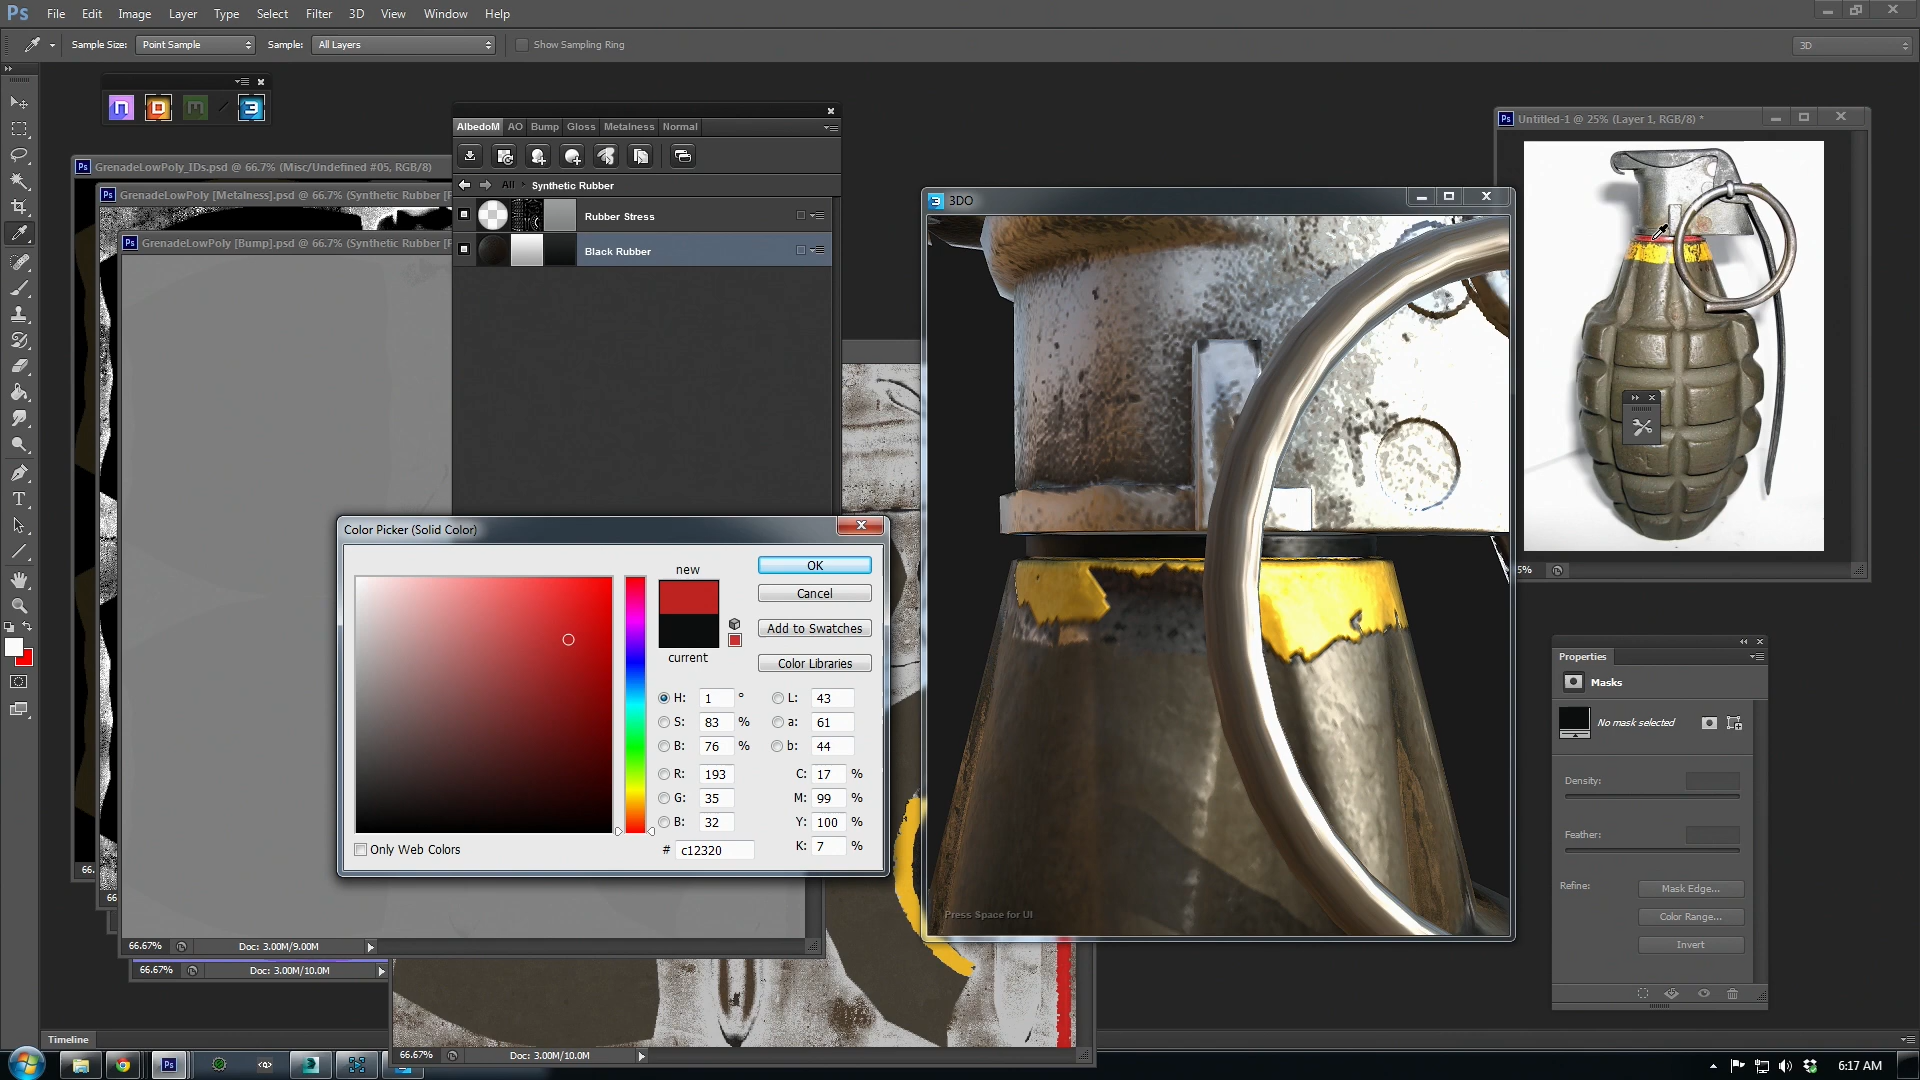 Ps File Edit Image Layer Type Select Filter 3D View Window Help
Sample Size: Point Sample Sample: All Layers Show Sampling Ring 3D
AlbedoM AO Bump Gloss Metalness Normal
All Synthetic Rubber
Rubber Stress
Black Rubber
GrenadeLowPoly_IDs.psd @ 66.7% (Misc/Undefined #05, RGB/8)
GrenadeLowPoly [Metalness].psd @ 66.7% (Synthetic Rubber [
GrenadeLowPoly [Bump].psd @ 66.7% (Synthetic Rubber [
Untitled-1 @ 25% (Layer 1, RGB/8) *
3DO
Press Space for UI
Color Picker (Solid Color)
new
current
OK
Cancel
Add to Swatches
Color Libraries
H: 1 ° L: 43
S: 83 % a: 61
B: 76 % b: 44
R: 193 C: 17 %
G: 35 M: 99 %
B: 32 Y: 100 %
# c12320 K: 7 %
Only Web Colors
Properties
Masks
No mask selected
Density:
Feather:
Refine: Mask Edge...
Color Range...
Invert
66.
66
66.67% Doc: 3.00M/9.00M
66.67% Doc: 3.00M/10.0M
66.67% Doc: 3.00M/10.0M
5%
Timeline
6:17 AM